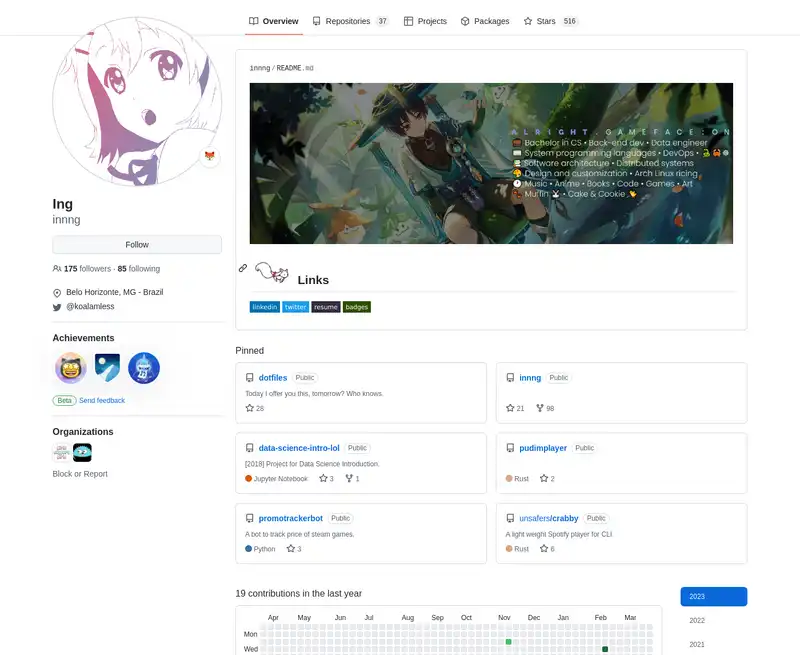 Overview
Repositories 37
Projects
Packages
Stars 516
innng / README.md
ALRIGHT.GAMEFACE:ON
Bachelor in CS • Back-end dev • Data engineer
System programming languages • DevOps •
Software architecture • Distributed systems
Design and customization • Arch Linux ricing
Music • Anime • Books • Code • Games • Art
Muffin • Cake & Cookie
Ing
innng
Follow
175 followers · 85 following
Belo Horizonte, MG - Brazil
@koalamless
Achievements
Beta Send feedback
Organizations
Block or Report
Links
linkedin twitter resume badges
Pinned
dotfiles Public
Today I offer you this, tomorrow? Who knows.
28
innng Public
21 98
data-science-intro-lol Public
[2018] Project for Data Science Introduction.
Jupyter Notebook 3 1
pudimplayer Public
Rust 2
promotrackerbot Public
A bot to track price of steam games.
Python 3
unsafers/crabby Public
A light weight Spotify player for CLI
Rust 6
19 contributions in the last year
2023
2022
2021
Apr May Jun Jul Aug Sep Oct Nov Dec Jan Feb Mar
Mon
Wed